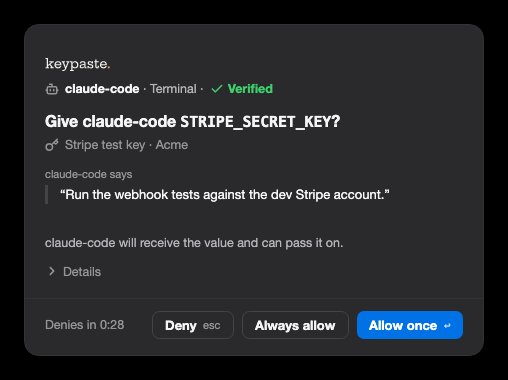 keypaste.
claude-code · Terminal · ✓ Verified
Give claude-code STRIPE_SECRET_KEY?
Stripe test key · Acme
claude-code says
“Run the webhook tests against the dev Stripe account.”
claude-code will receive the value and can pass it on.
Details
Denies in 0:28 Deny esc Always allow Allow once ↵